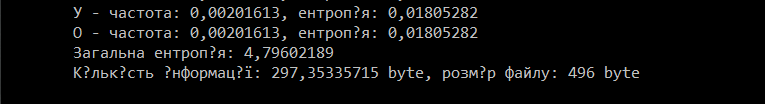 У - частота: 0,00201613, ентроп?я: 0,01805282
О - частота: 0,00201613, ентроп?я: 0,01805282
Загальна ентроп?я: 4,79602189
К?льк?сть ?нформац?ї: 297,35335715 byte, розм?р файлу: 496 byte